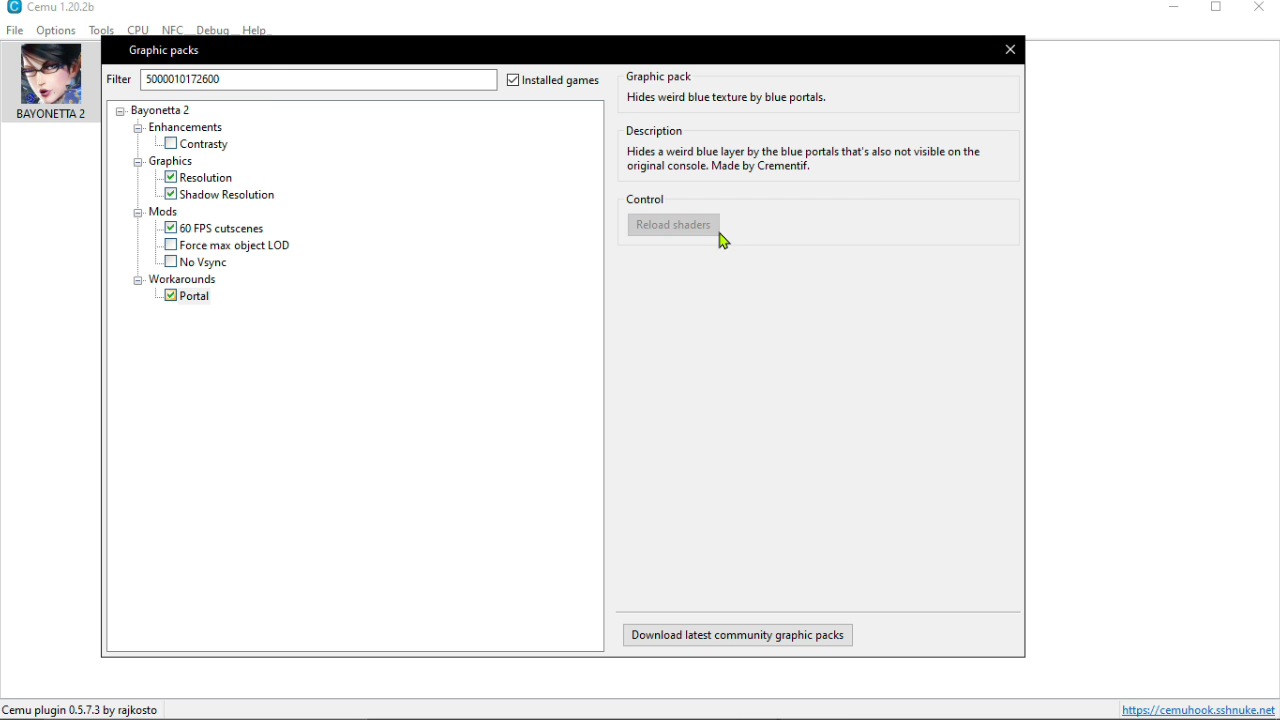 Cemu 1.20.2b
File Options Tools CPU NFC Debug Help
BAYONETTA 2
Graphic packs
Filter 5000010172600 Installed games
Bayonetta 2
Enhancements
Contrasty
Graphics
Resolution
Shadow Resolution
Mods
60 FPS cutscenes
Force max object LOD
No Vsync
Workarounds
Portal
Graphic pack
Hides weird blue texture by blue portals.
Description
Hides a weird blue layer by the blue portals that's also not visible on the
original console. Made by Crementif.
Control
Reload shaders
Download latest community graphic packs
Cemu plugin 0.5.7.3 by rajkosto
https://cemuhook.sshnuke.net